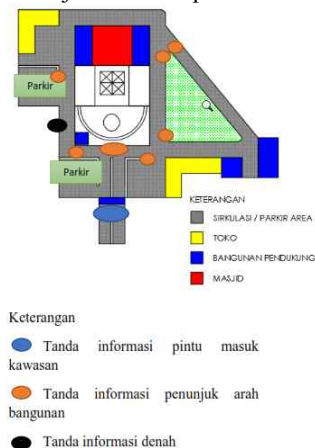 Parkir
Parkir
KETERANGAN
SIRKULASI / PARKIR AREA
TOKO
BANGUNAN PENDUKUNG
MASJID
Keterangan
Tanda informasi pintu masuk
kawasan
Tanda informasi penunjuk arah
bangunan
Tanda informasi denah